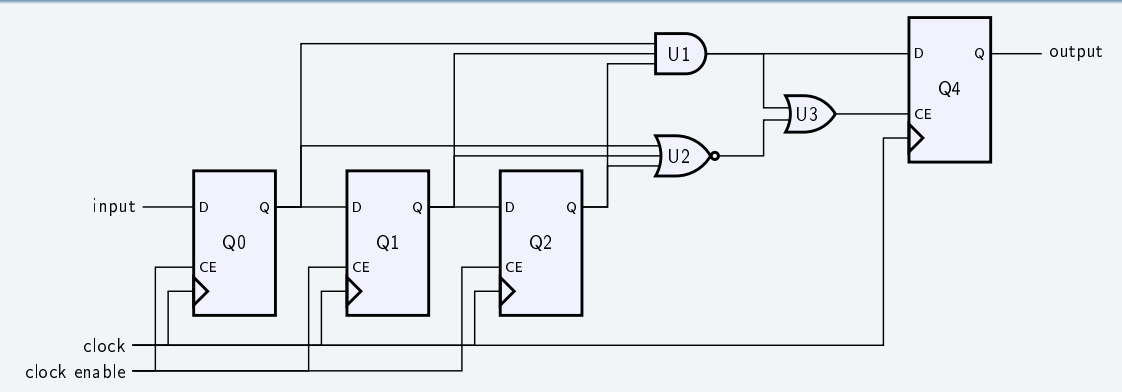 U1
D Q output
Q4
U3
CE
U2
input D Q D Q D Q
Q0 Q1 Q2
CE CE CE
clock
clock enable